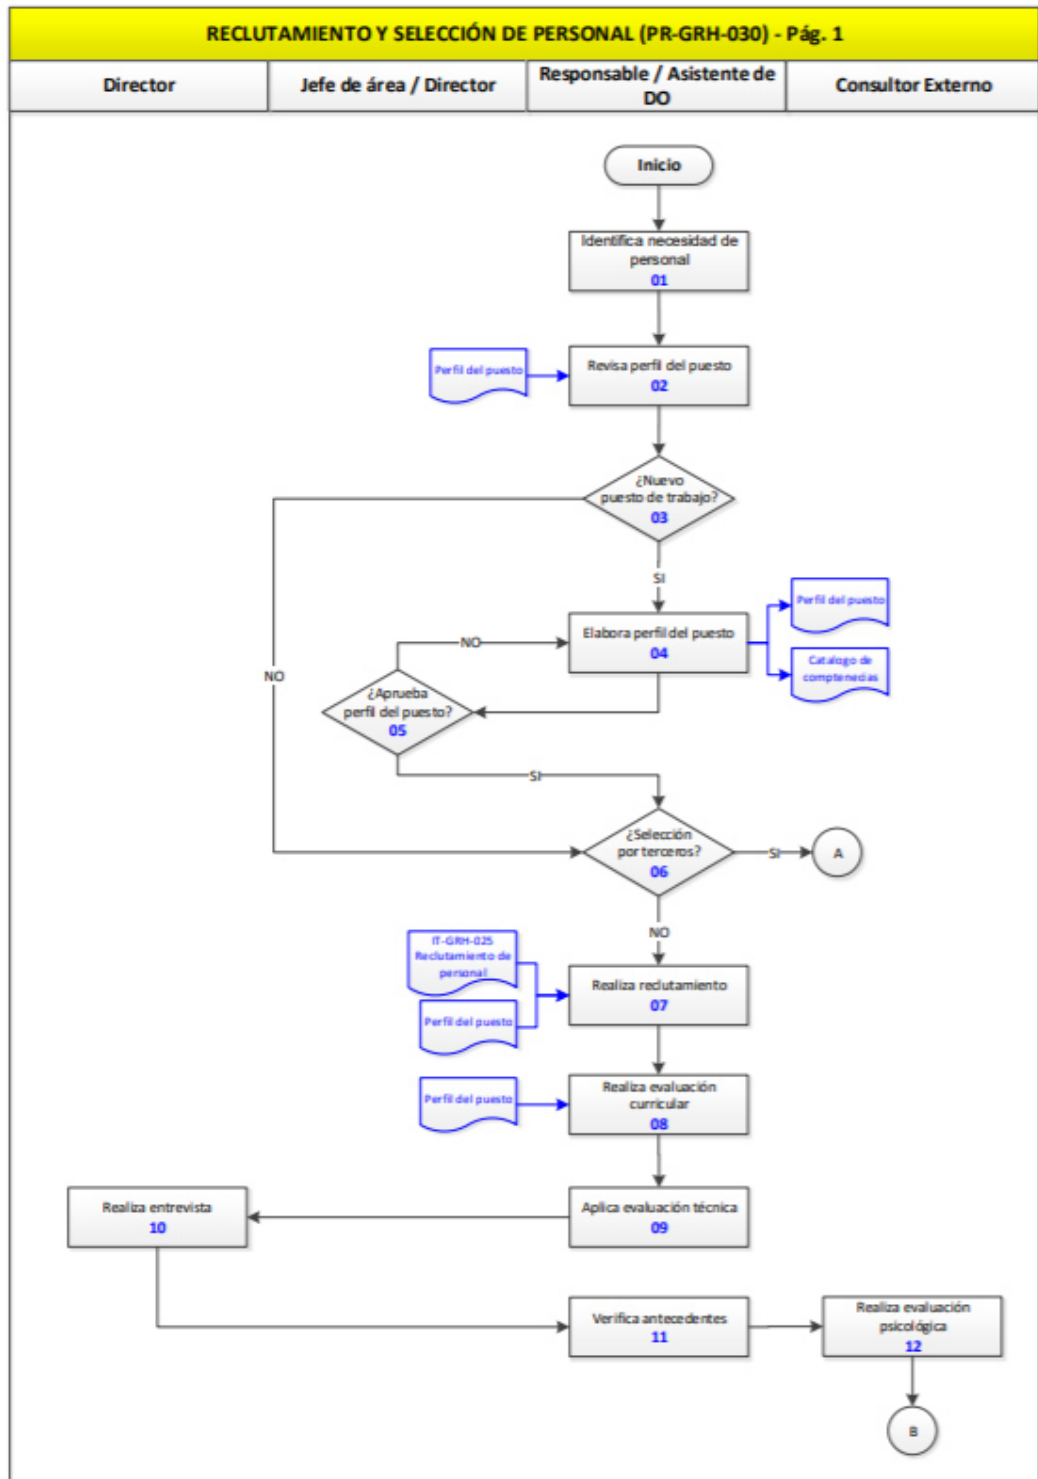 RECLUTAMIENTO Y SELECCIÓN DE PERSONAL (PR-GRH-030) - Pág. 1
Director
Jefe de área / Director
Responsable / Asistente de
DO
Consultor Externo
Inicio
Identifica necesidad de
personal
01
Perfil del puesto
Revisa perfil del puesto
02
¿Nuevo
puesto de trabajo?
03
SI
NO
Elabora perfil del puesto
04
Perfil del puesto
Catalogo de
comptenecias
NO
¿Aprueba
perfil del puesto?
05
SI
¿Selección
por terceros?
06
SI
A
NO
IT-GRH-025
Reclutamiento de
personal
Perfil del puesto
Realiza reclutamiento
07
Perfil del puesto
Realiza evaluación
curricular
08
Aplica evaluación técnica
09
Realiza entrevista
10
Verifica antecedentes
11
Realiza evaluación
psicológica
12
B